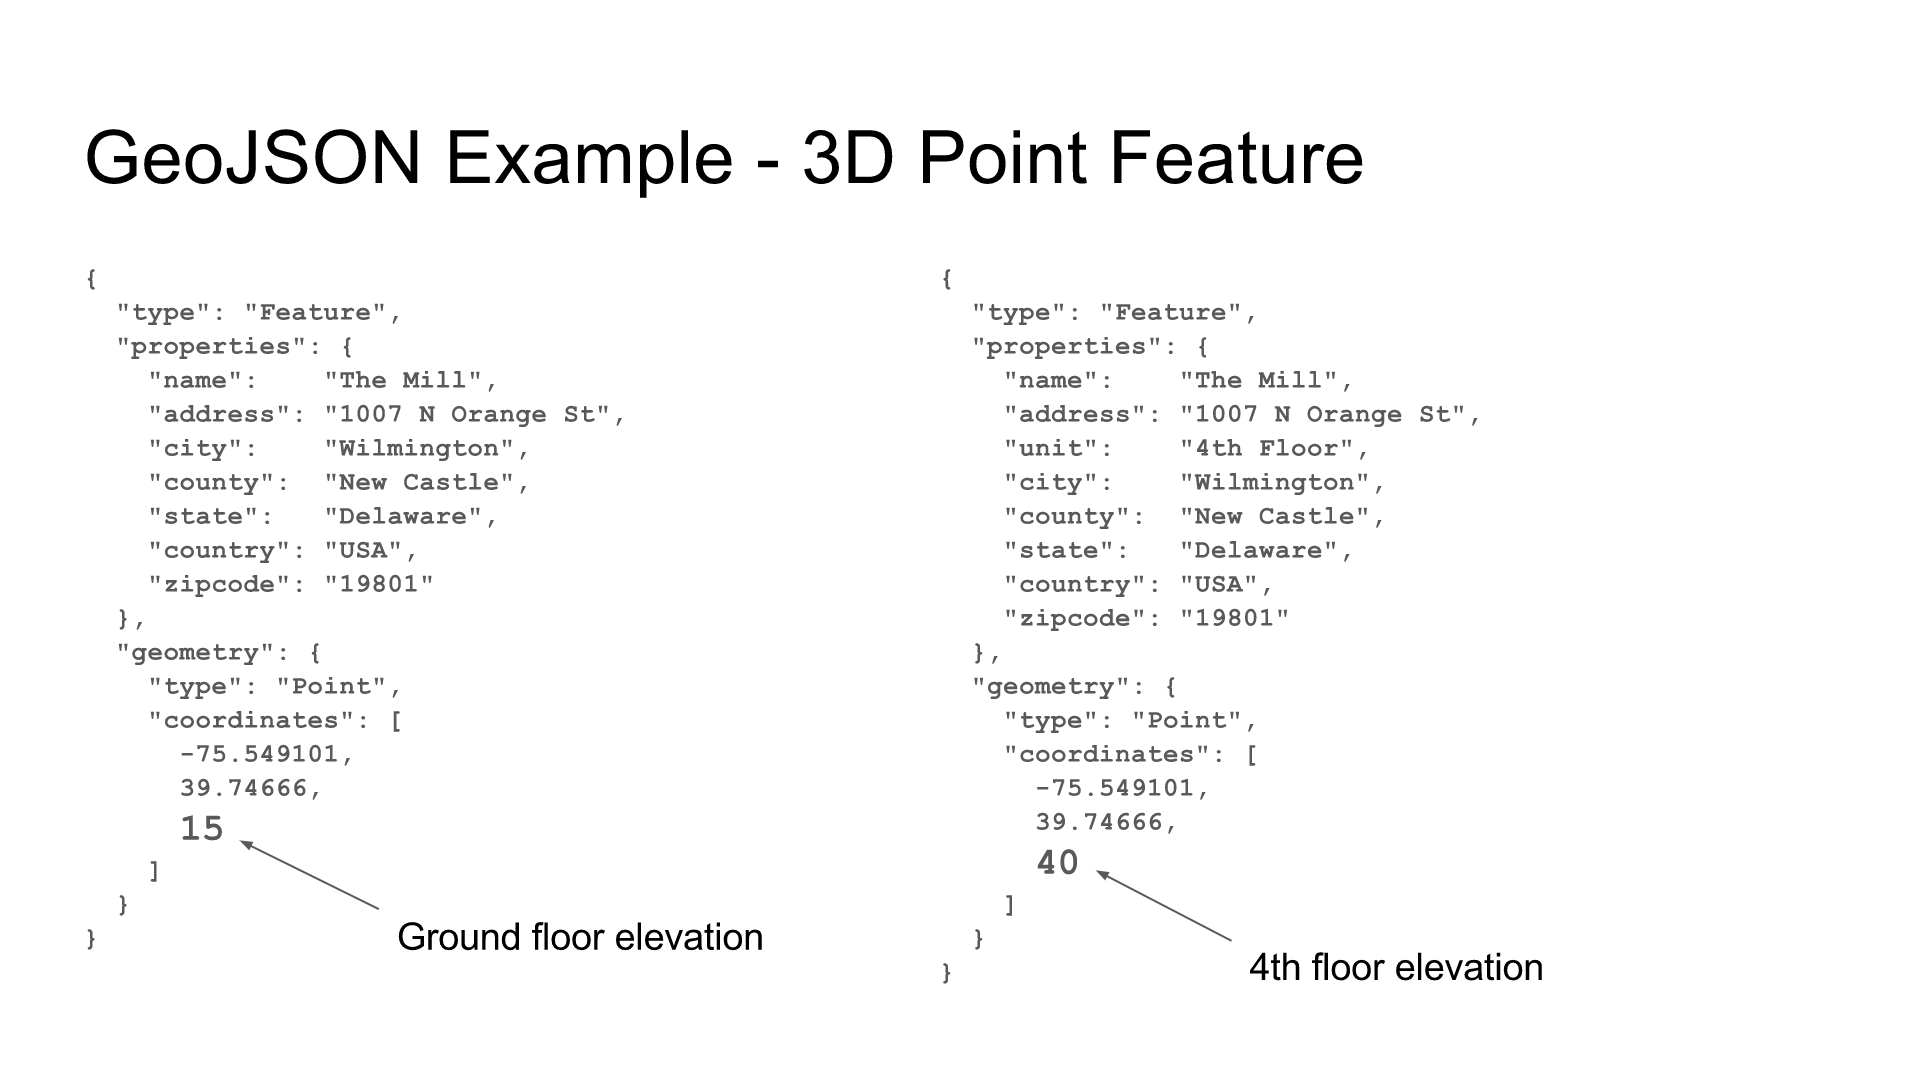 GeoJSON Example - 3D Point Feature
{
  "type": "Feature",
  "properties": {
    "name":    "The Mill",
    "address": "1007 N Orange St",
    "city":    "Wilmington",
    "county":  "New Castle",
    "state":   "Delaware",
    "country": "USA",
    "zipcode": "19801"
  },
  "geometry": {
    "type": "Point",
    "coordinates": [
      -75.549101,
      39.74666,
      15
    ]
  }
}
Ground floor elevation
{
  "type": "Feature",
  "properties": {
    "name":    "The Mill",
    "address": "1007 N Orange St",
    "unit":    "4th Floor",
    "city":    "Wilmington",
    "county":  "New Castle",
    "state":   "Delaware",
    "country": "USA",
    "zipcode": "19801"
  },
  "geometry": {
    "type": "Point",
    "coordinates": [
      -75.549101,
      39.74666,
      40
    ]
  }
}
4th floor elevation